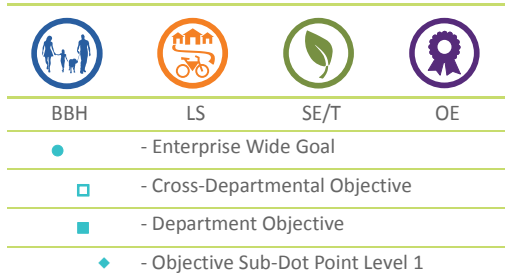 BBH LS SE/T OE
- Enterprise Wide Goal
- Cross-Departmental Objective
- Department Objective
- Objective Sub-Dot Point Level 1